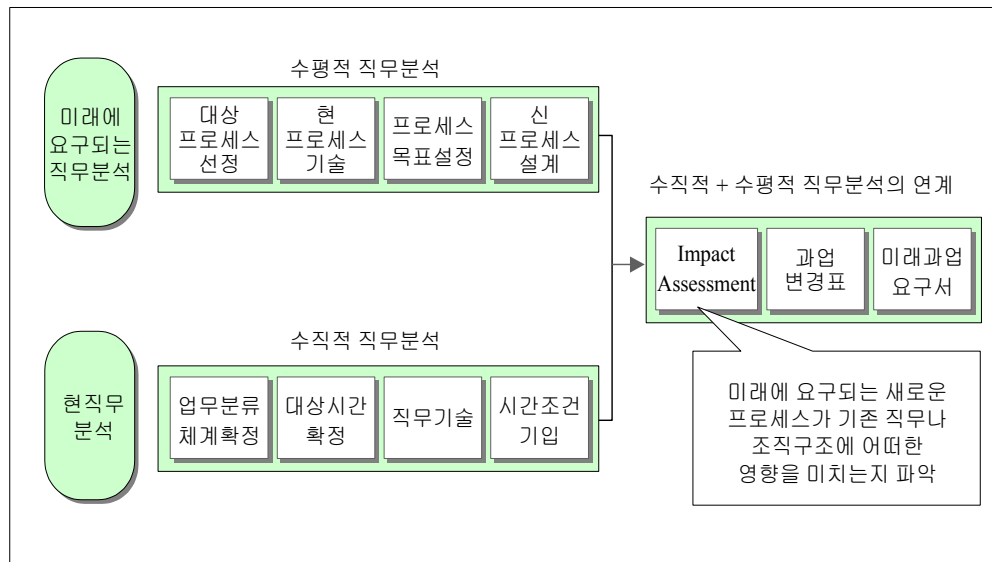 수평적 직무분석
미래에
요구되는
직무분석
대상
프로세스
선정
현
프로세스
기술
프로세스
목표설정
신
프로세스
설계
수직적 + 수평적 직무분석의 연계
Impact
Assessment
과업
변경표
미래과업
요구서
수직적 직무분석
현직무
분석
업무분류
체계확정
대상시간
확정
직무기술
시간조건
기입
미래에 요구되는 새로운
프로세스가 기존 직무나
조직구조에 어떠한
영향을 미치는지 파악